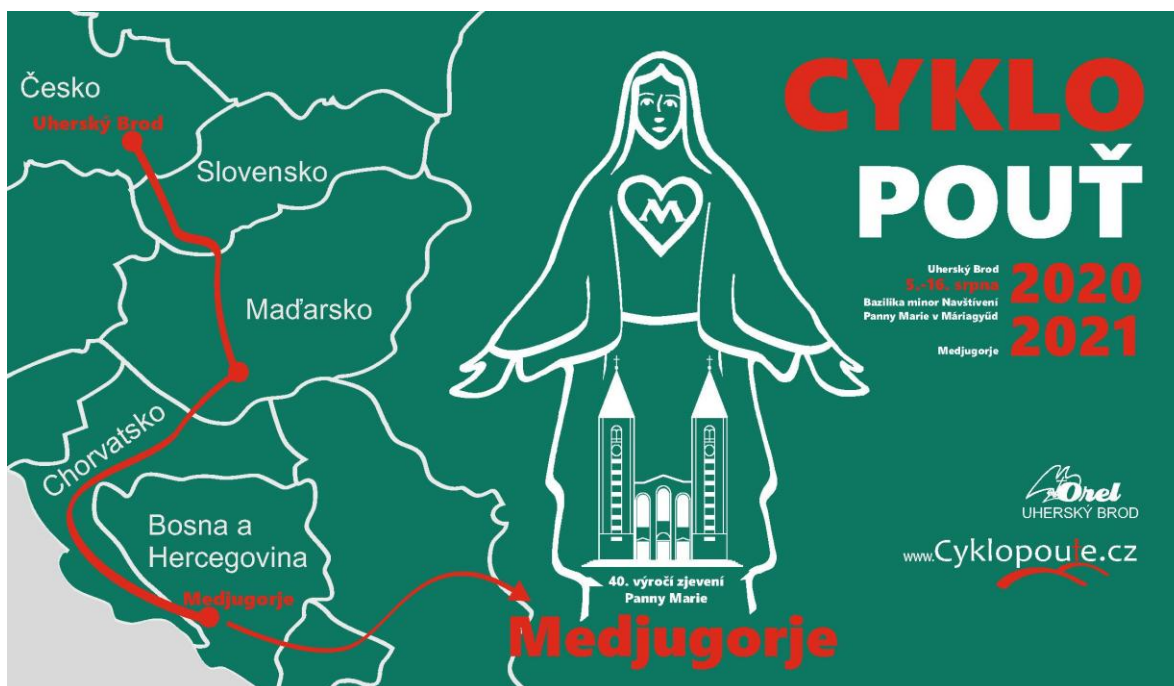 Česko
Uherský Brod
Slovensko
Maďarsko
Chorvatsko
Bosna a
Hercegovina
Medjugorje
M
40. výročí zjevení
Panny Marie
Medjugorje
CYKLO
POUŤ
Uherský Brod
5.-16. srpna
2020
Bazilika minor Navštívení
Panny Marie v Máriagyűd
Medjugorje
2021
Orel
UHERSKÝ BROD
www.Cyklopoute.cz